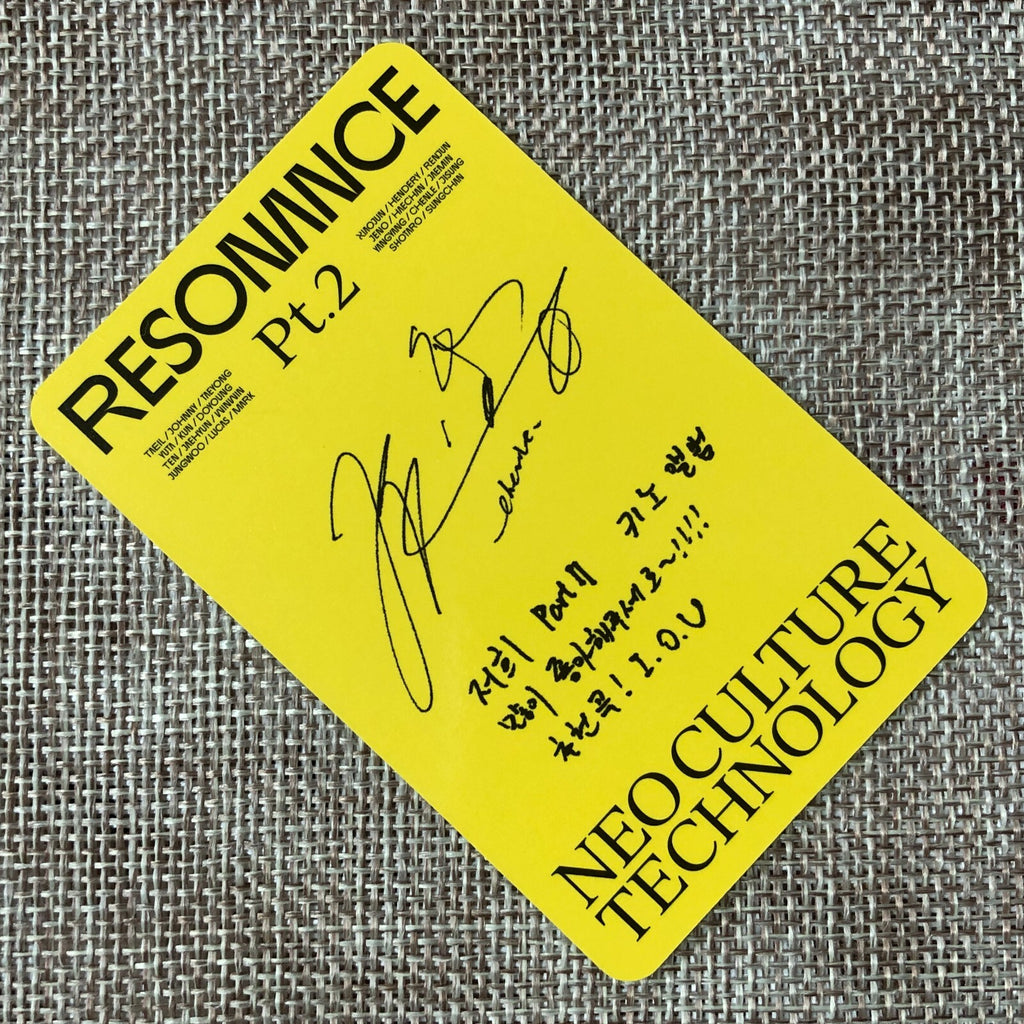 RESONANCE
Pt.2
TAEIL / JOHNNY / TAEYONG
YUTA / KUN / DOYOUNG
TEN / JAEHYUN / WINWIN
JUNGWOO / LUCAS / MARK
XIAOJUN / HENDERY / RENJUN
JENO / HAECHAN / JAEMIN
YANGYANG / CHENLE / JISUNG
SHOTARO / SUNGCHAN
저희 Part 키노 앨범
많이 좋아해주세요~!!!!
추천곡! I.O.U
NEO CULTURE
TECHNOLOGY